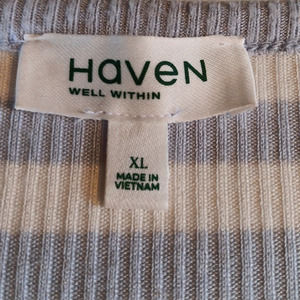 HaveN
WELL WITHIN
XL
MADE IN
VIETNAM